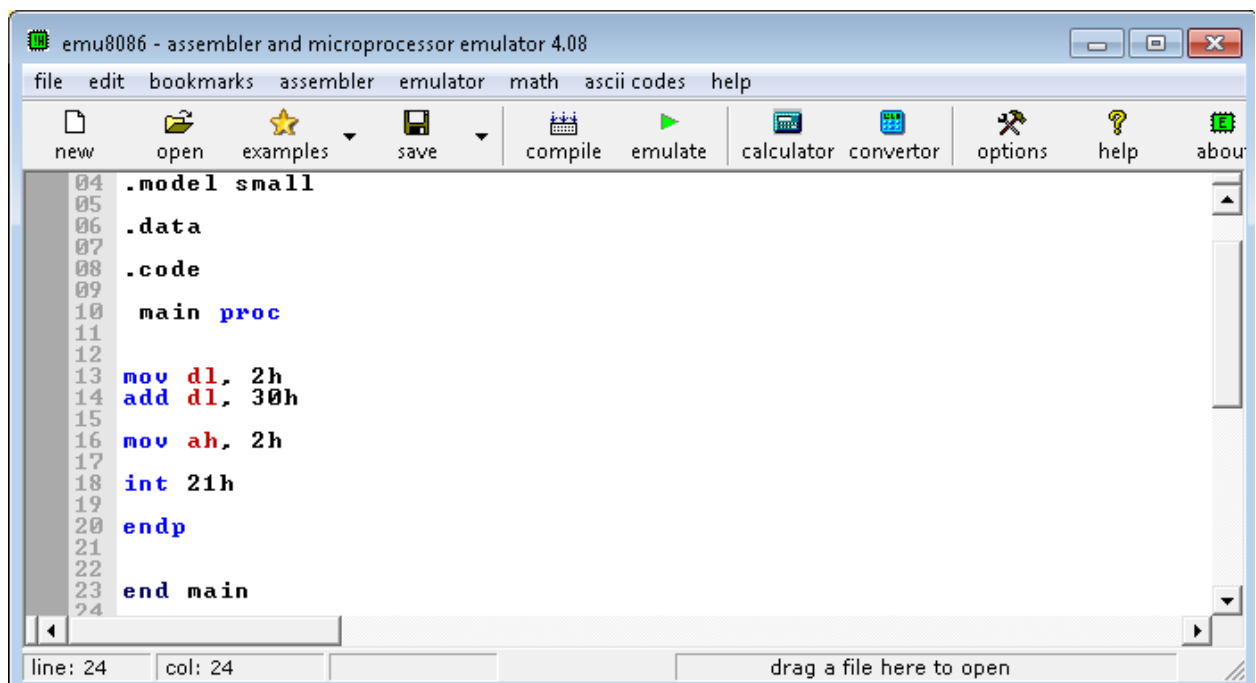 emu8086 - assembler and microprocessor emulator 4.08
file edit bookmarks assembler emulator math ascii codes help
new open examples save compile emulate calculator convertor options help abou
04 .model small
05
06 .data
07
08 .code
09
10 main proc
11
12
13 mov dl, 2h
14 add dl, 30h
15
16 mov ah, 2h
17
18 int 21h
19
20 endp
21
22
23 end main
24
line: 24 col: 24 drag a file here to open